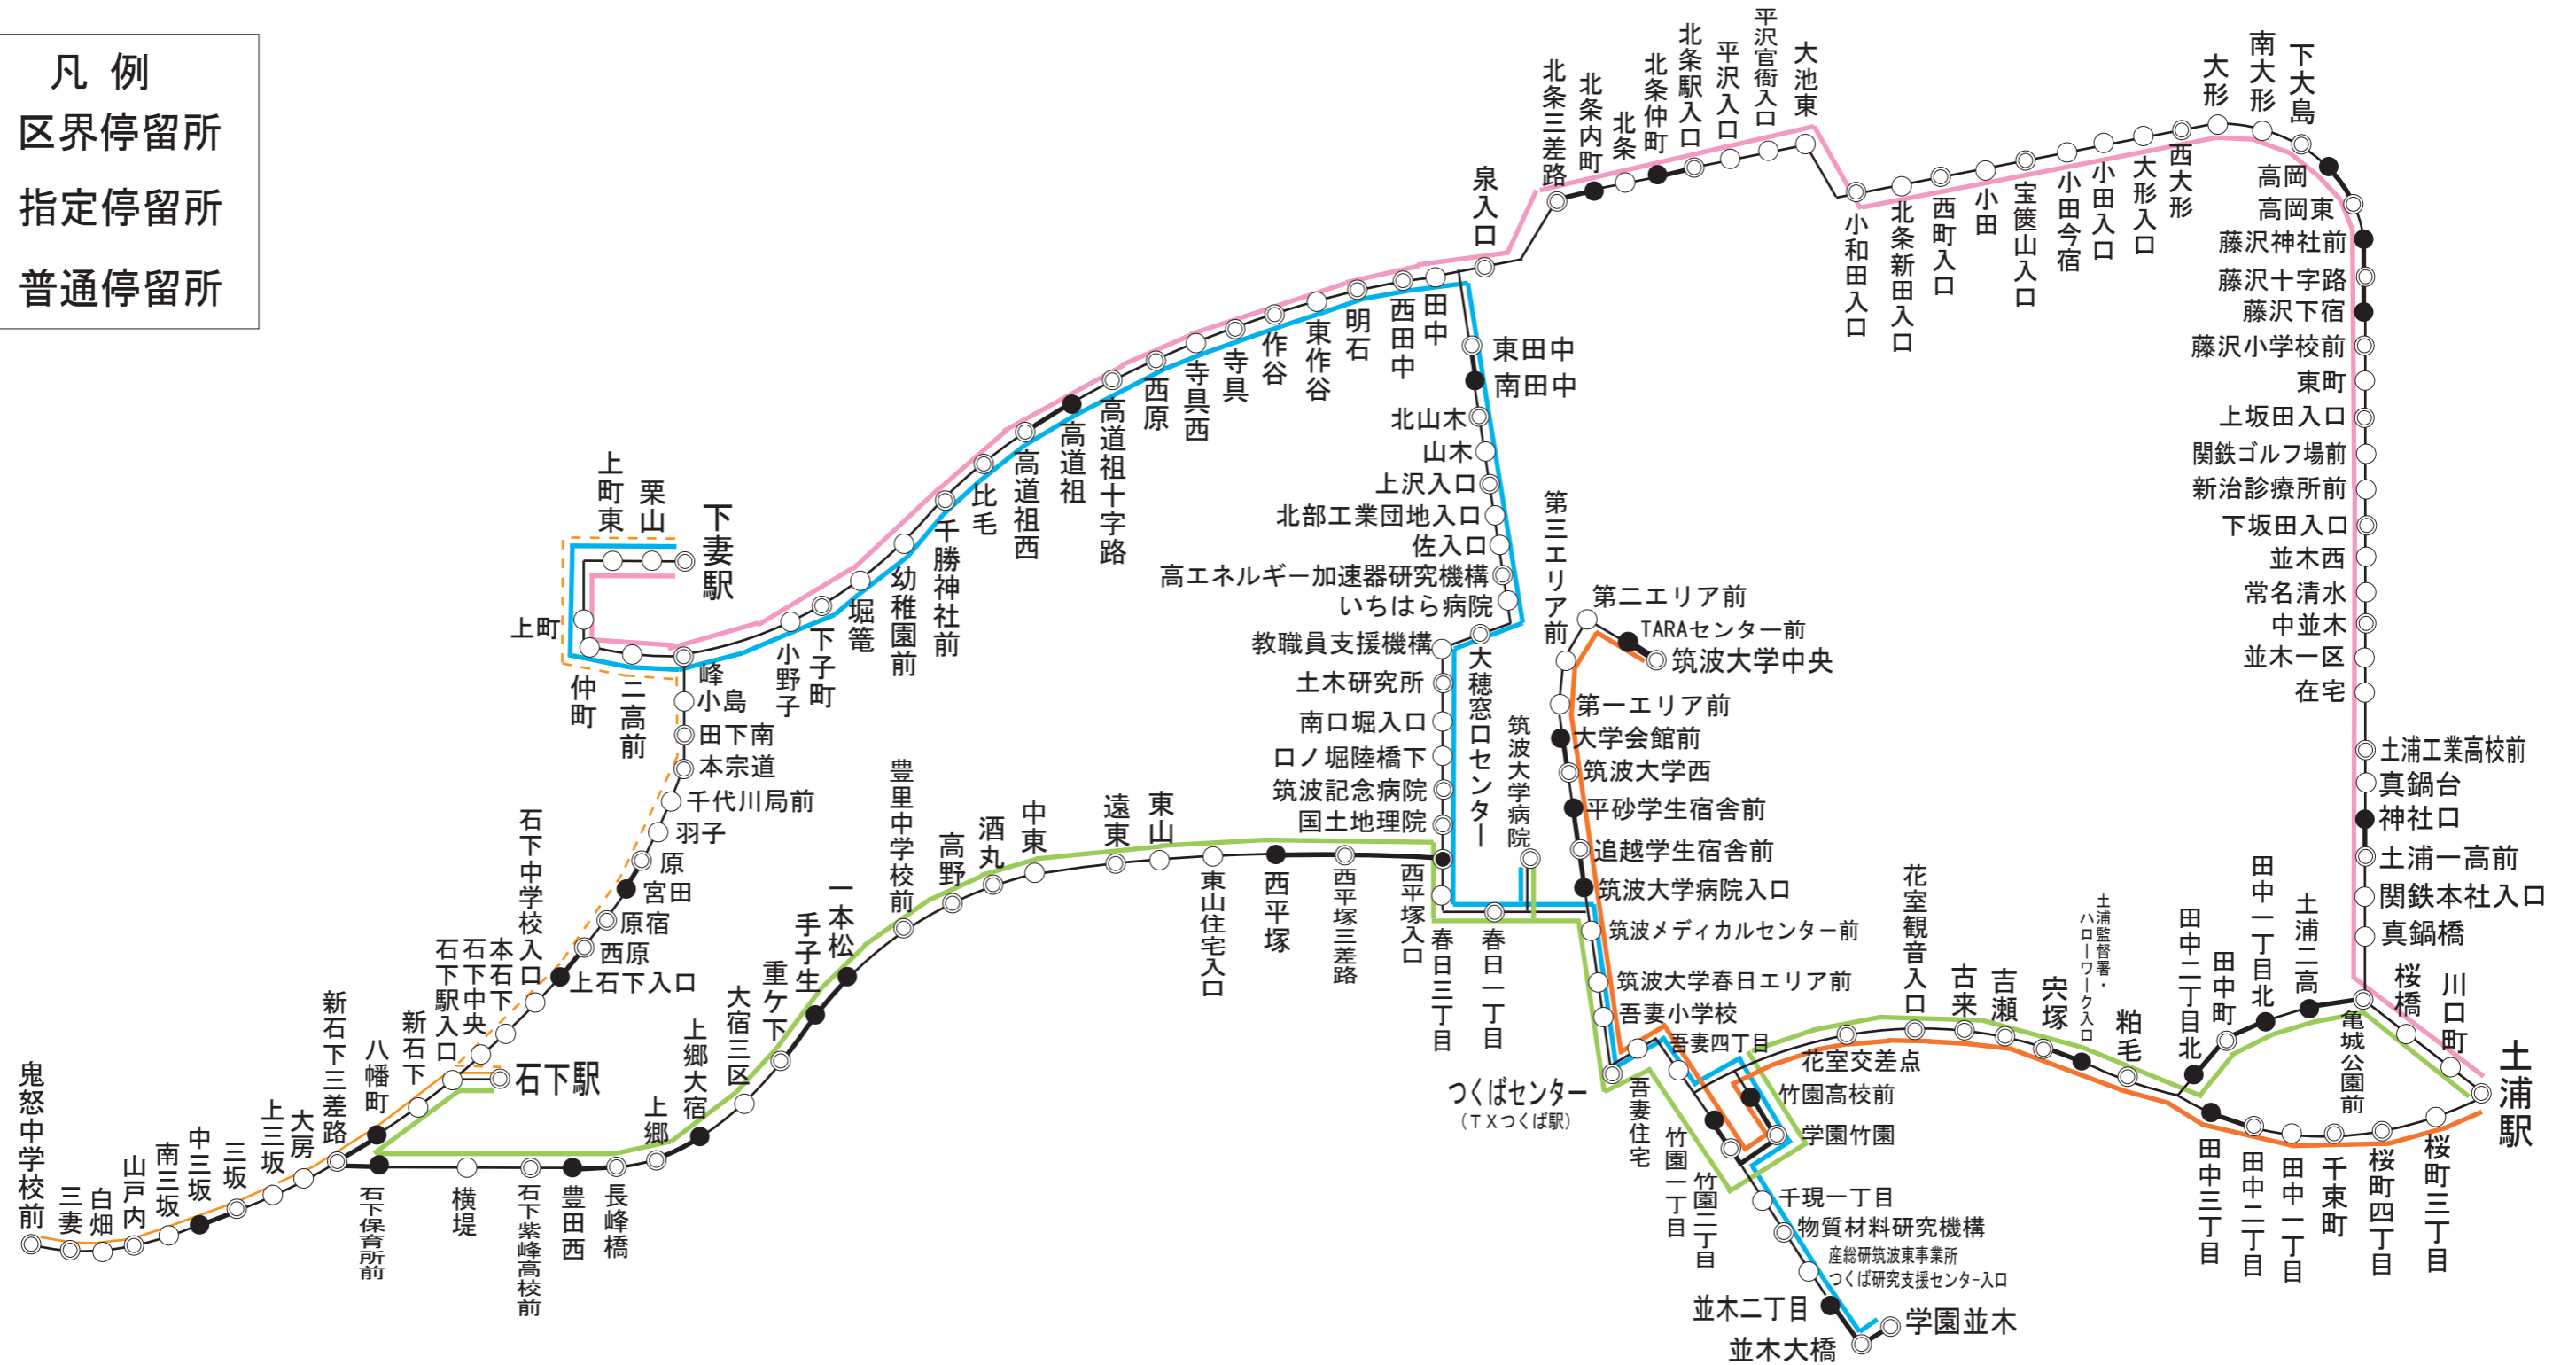 凡 例
区界停留所
指定停留所
普通停留所
下妻駅
栗山
上町東
上町
仲町
二高前
峰
小野子
下子町
堀篭
幼稚園前
千勝神社前
比毛
高道祖西
高道祖
高道祖十字路
西原
寺具西
寺具
作谷
東作谷
明石
西田中
田中
泉入口
北条三差路
北条内町
北条
北条仲町
北条駅入口
平沢入口
平沢官衙入口
大池東
小和田入口
北条新田入口
西町入口
小田
宝篋山入口
小田今宿
小田入口
大形入口
西大形
大形
南大形
下大島
高岡
高岡東
藤沢神社前
藤沢十字路
藤沢下宿
藤沢小学校前
東町
上坂田入口
関鉄ゴルフ場前
新治診療所前
下坂田入口
並木西
常名清水
中並木
並木一区
在宅
土浦工業高校前
真鍋台
神社口
土浦一高前
関鉄本社入口
真鍋橋
亀城公園前
桜橋
川口町
土浦駅
東田中
南田中
北山木
山木
上沢入口
北部工業団地入口
佐入口
高エネルギー加速器研究機構
いちはら病院
大穂窓口センター
教職員支援機構
土木研究所
南口堀入口
口ノ堀陸橋下
筑波記念病院
国土地理院
春日三丁目
春日一丁目
筑波大学病院
第三エリア前
第二エリア前
TARAセンター前
筑波大学中央
第一エリア前
大学会館前
筑波大学西
平砂学生宿舎前
追越学生宿舎前
筑波大学病院入口
筑波メディカルセンター前
筑波大学春日エリア前
吾妻小学校
つくばセンター
（ＴＸつくば駅）
吾妻住宅
吾妻四丁目
竹園一丁目
竹園二丁目
竹園高校前
学園竹園
千現一丁目
物質材料研究機構
産総研筑波東事業所
つくば研究支援センター入口
並木二丁目
並木大橋
学園並木
花室交差点
花室観音入口
古来
吉瀬
宍塚
土浦監督署・
ハローワーク入口
粕毛
田中二丁目北
田中町
田中一丁目北
土浦二高
田中三丁目
田中二丁目
田中一丁目
千束町
桜町四丁目
桜町三丁目
小島
田下南
本宗道
千代川局前
羽子
原
宮田
原宿
西原
上石下入口
石下中学校入口
本石下
石下中央
石下駅入口
石下駅
新石下
八幡町
新石下三差路
大房
上三坂
三坂
中三坂
南三坂
山戸内
白畑
三妻
鬼怒中学校前
石下保育所前
横堤
石下紫峰高校前
豊田西
長峰橋
上郷
上郷大宿
大宿三区
重ケ下
手子生
一本松
豊里中学校前
高野
酒丸
中東
遠東
東山
東山住宅入口
西平塚
西平塚三差路
西平塚入口